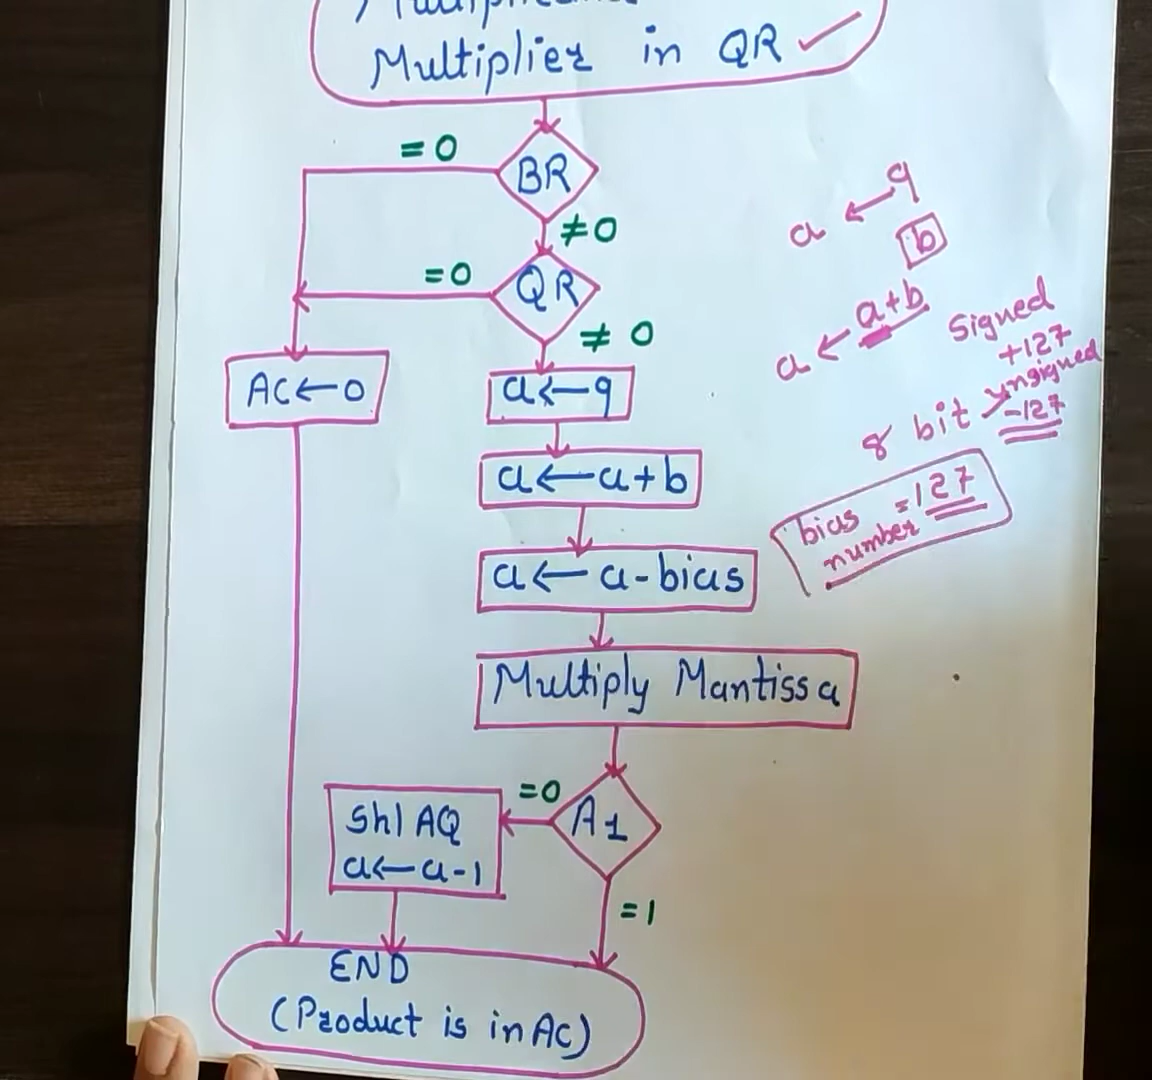 Multiplier in QR
BR
=0
≠0
QR
=0
≠ 0
AC←0
a←q
a←a+b
a← a-bias
Multiply Mantissa
A1
=0
=1
Shl AQ
a←a-1
END
(Product is in AC)
a ←q
b
a ← a+b
Signed
+127
unsigned
8 bit
-127
bias
number =127